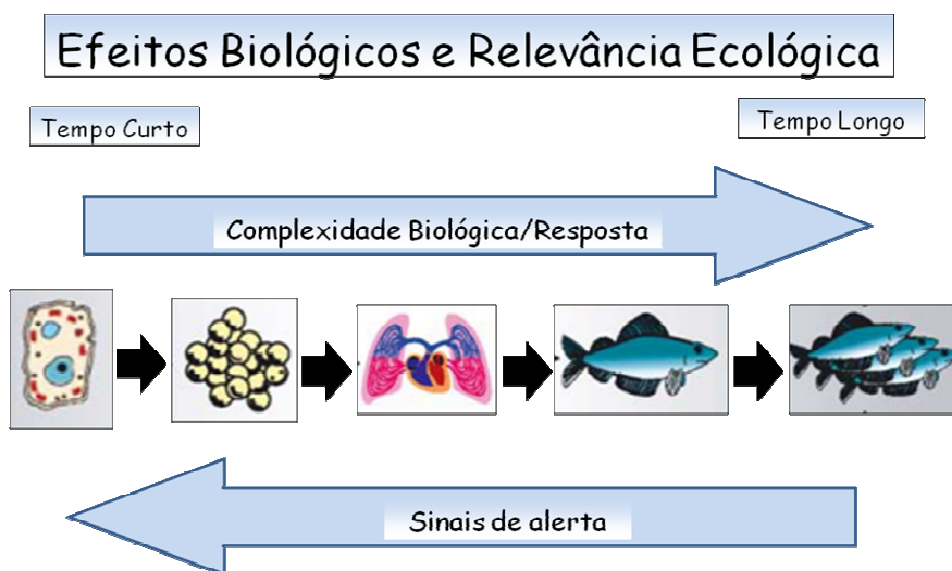 Efeitos Biológicos e Relevância Ecológica
Tempo Curto
Tempo Longo
Complexidade Biológica/Resposta
Sinais de alerta